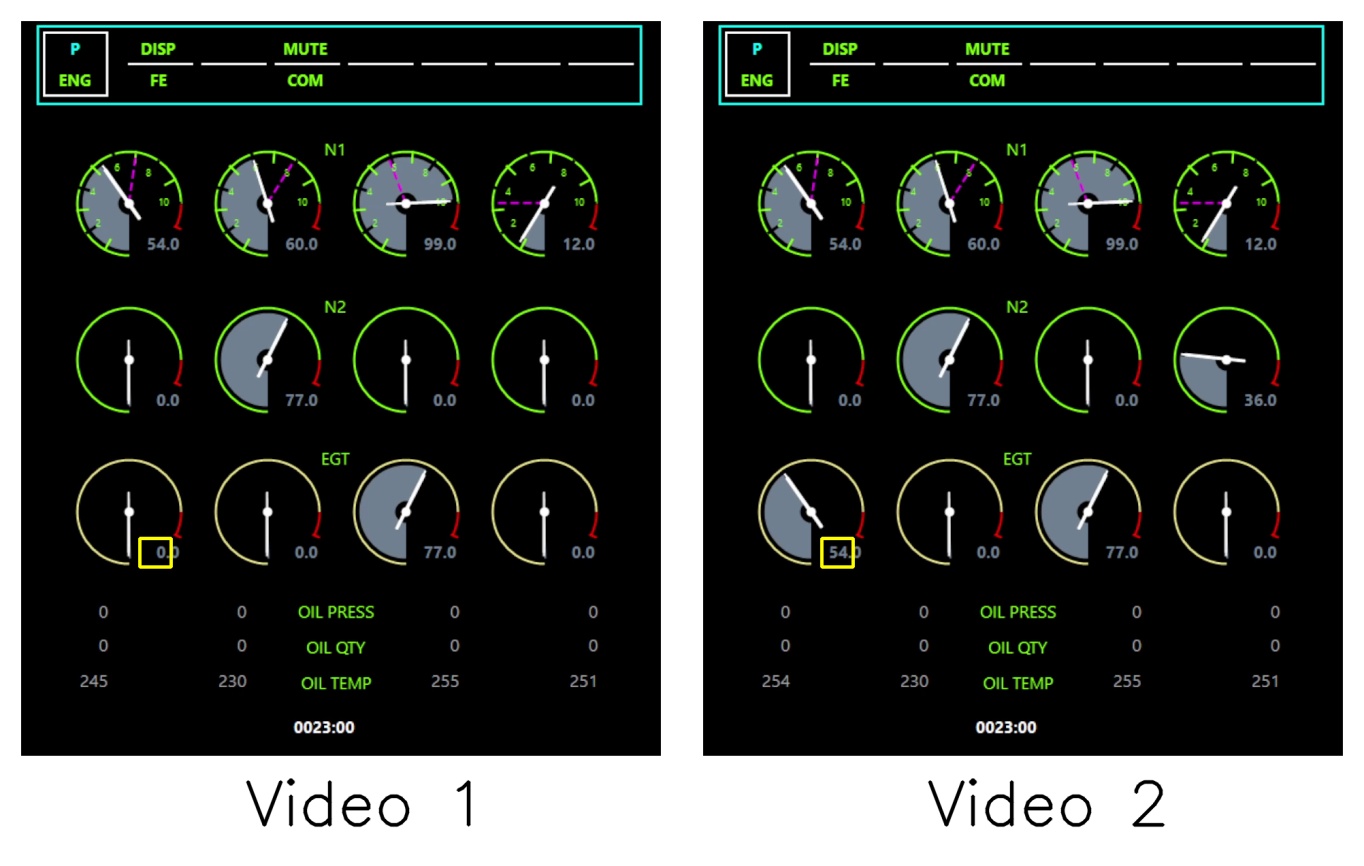 P DISP MUTE P DISP MUTE
ENG FE COM ENG FE COM
N1 N1
6 8 6 8 6 8 6 8 6 8 6 8 6 8 6 8
4 10 4 10 4 10 4 10 4 10 4 10 4 10 4 10
2 2 2 2 2 2 2 2
54.0 60.0 99.0 12.0 54.0 60.0 99.0 12.0
N2 N2
0.0 77.0 0.0 0.0 0.0 77.0 0.0 36.0
EGT EGT
0.0 0.0 77.0 0.0 54.0 0.0 77.0 0.0
0 0 OIL PRESS 0 0 0 0 OIL PRESS 0 0
0 0 OIL QTY 0 0 0 0 OIL QTY 0 0
245 230 OIL TEMP 255 251 254 230 OIL TEMP 255 251
0023:00 0023:00
Video 1 Video 2